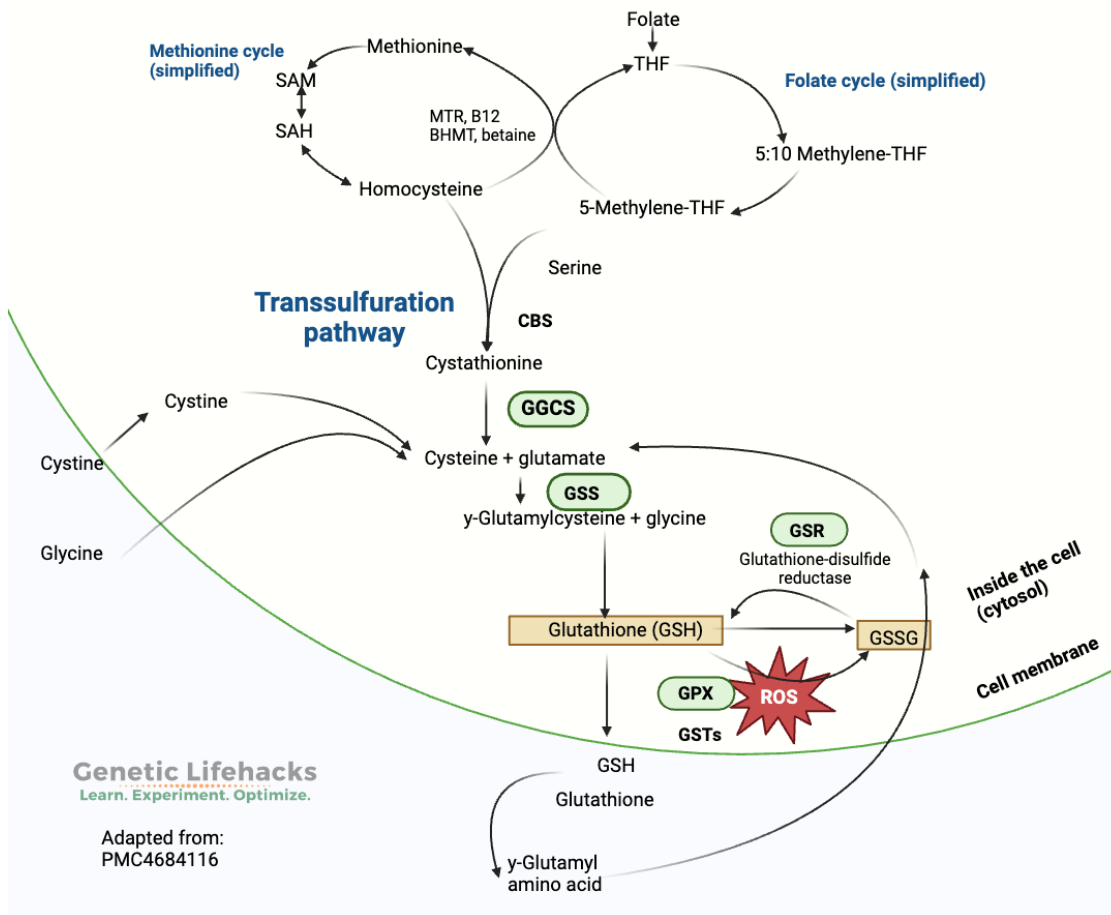 Folate
Methionine cycle
(simplified)
Methionine
THF
SAM
Folate cycle (simplified)
MTR, B12
BHMT, betaine
SAH
5:10 Methylene-THF
Homocysteine
5-Methylene-THF
Serine
Transsulfuration
pathway
CBS
Cystathionine
Cystine
GGCS
Cystine
Cysteine + glutamate
GSS
y-Glutamylcysteine + glycine
GSR
Glycine
Glutathione-disulfide
reductase
Inside the cell
(cytosol)
Glutathione (GSH)
GSSG
Cell membrane
GPX
ROS
GSTs
GSH
Glutathione
Genetic Lifehacks
Learn. Experiment. Optimize.
Adapted from:
PMC4684116
y-Glutamyl
amino acid